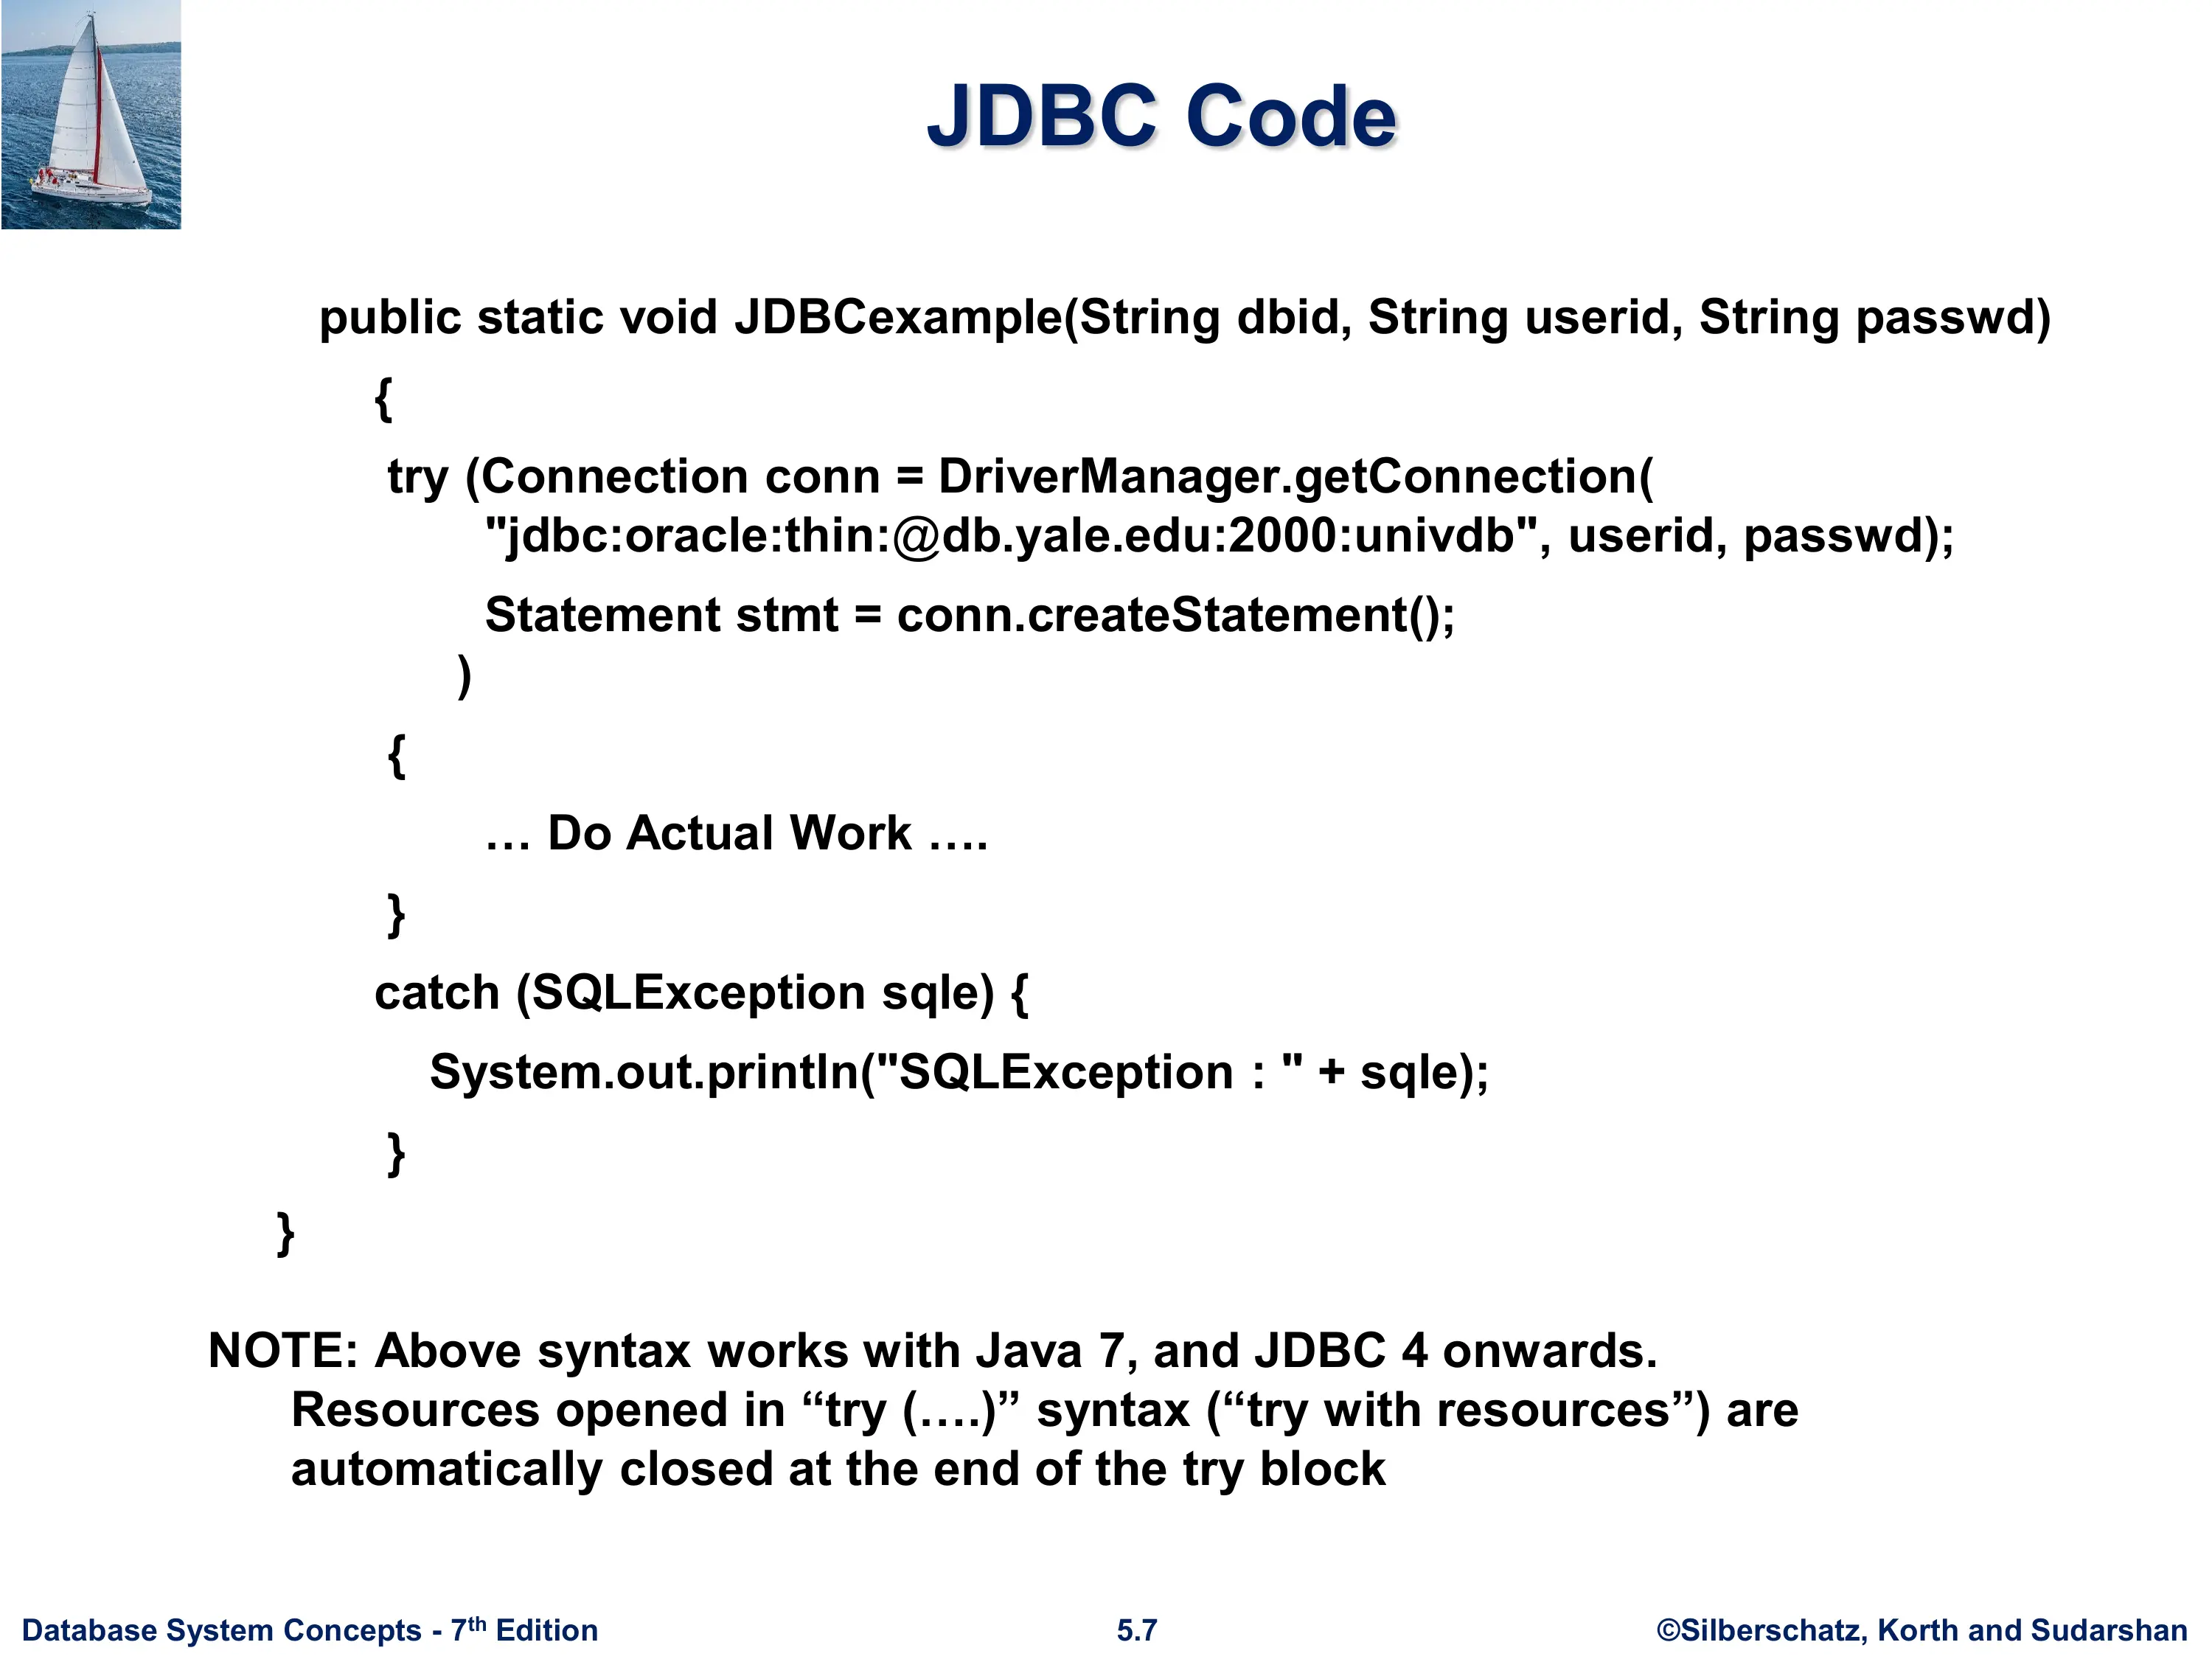 JDBC Code
public static void JDBCexample(String dbid, String userid, String passwd)
{
try (Connection conn = DriverManager.getConnection(
"jdbc:oracle:thin:@db.yale.edu:2000:univdb", userid, passwd);
Statement stmt = conn.createStatement();
)
{
… Do Actual Work ….
}
catch (SQLException sqle) {
System.out.println("SQLException : " + sqle);
}
}
NOTE: Above syntax works with Java 7, and JDBC 4 onwards.
Resources opened in “try (….)” syntax (“try with resources”) are
automatically closed at the end of the try block
Database System Concepts - 7th Edition
5.7
©Silberschatz, Korth and Sudarshan